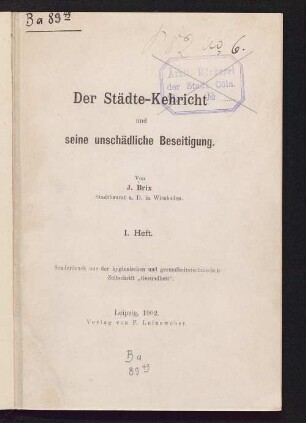 Ba 89
Der Städte-Kehricht
und
seine unschädliche Beseitigung.
Von
J. Brix
Stadtbaurat a. D. in Wiesbaden.
I. Heft.
Sonderdruck aus der hygienischen und gesundheitstechnischen
Zeitschrift „Gesundheit“.
Leipzig, 1902.
Verlag von F. Leineweber.
Ba
89